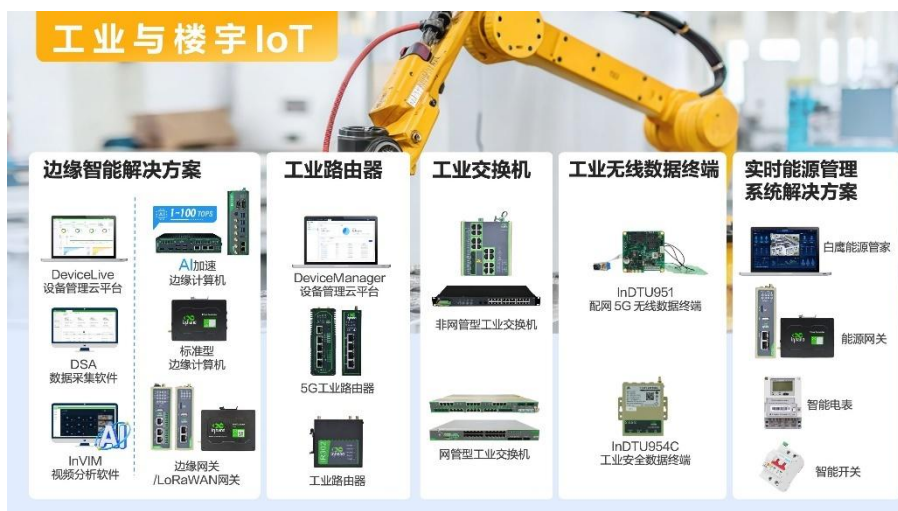 工业与楼宇IoT
边缘智能解决方案
DeviceLive
设备管理云平台
DSA
数据采集软件
InVIM
视频分析软件
AI
1~100 TOPS
AI加速
边缘计算机
标准型
边缘计算机
边缘网关
/LoRaWAN网关
工业路由器
DeviceManager
设备管理云平台
5G工业路由器
工业路由器
工业交换机
非网管型工业交换机
网管型工业交换机
工业无线数据终端
InDTU951
配网 5G 无线数据终端
InDTU954C
工业安全数据终端
实时能源管理
系统解决方案
白鹰能源管家
能源网关
智能电表
智能开关